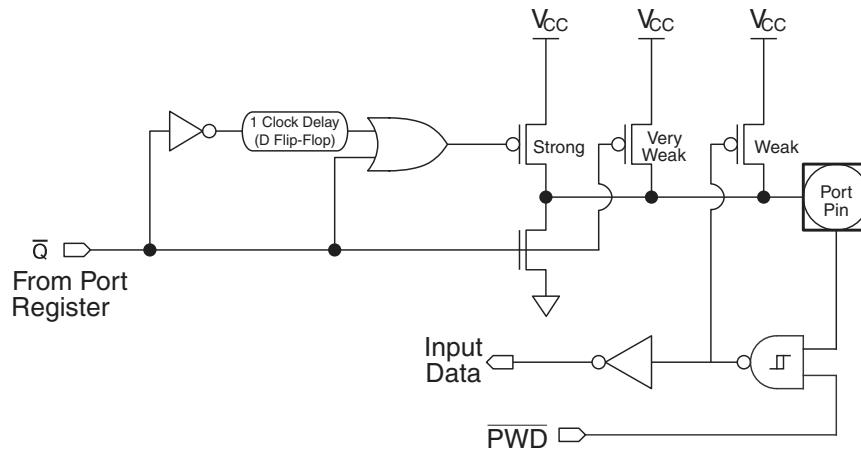 VCC VCC VCC
1 Clock Delay
(D Flip-Flop)
Strong
Very
Weak
Weak
Port
Pin
Q̅
From Port
Register
Input
Data
P̅W̅D̅